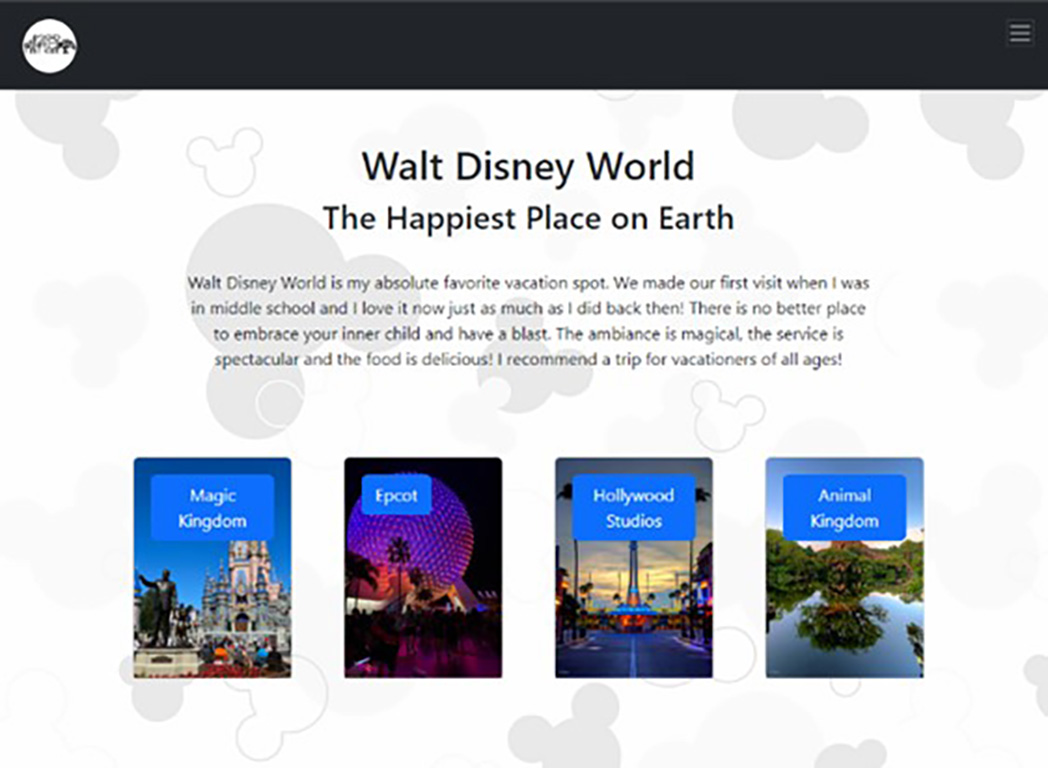 Walt Disney World
The Happiest Place on Earth
Walt Disney World is my absolute favorite vacation spot. We made our first visit when I was
in middle school and I love it now just as much as I did back then! There is no better place
to embrace your inner child and have a blast. The ambiance is magical, the service is
spectacular and the food is delicious! I recommend a trip for vacationers of all ages!
Magic
Kingdom
Epcot
Hollywood
Studios
Animal
Kingdom